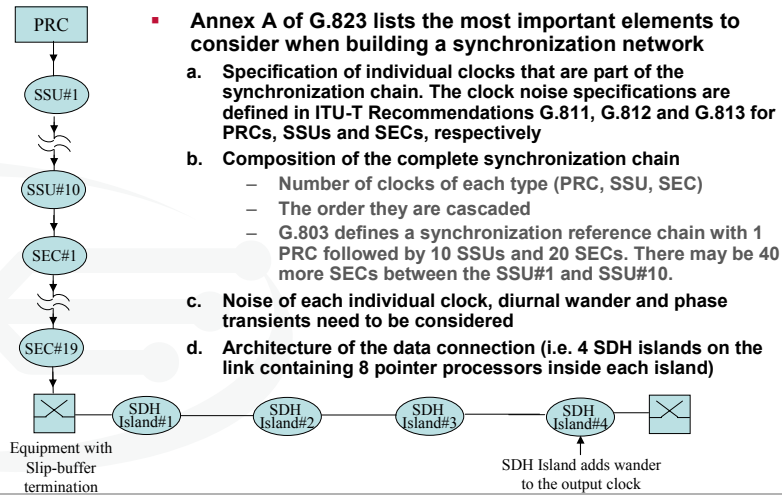 PRC
SSU#1
SSU#10
SEC#1
SEC#19
▪ Annex A of G.823 lists the most important elements to
consider when building a synchronization network
a. Specification of individual clocks that are part of the
synchronization chain. The clock noise specifications are
defined in ITU-T Recommendations G.811, G.812 and G.813 for
PRCs, SSUs and SECs, respectively
b. Composition of the complete synchronization chain
– Number of clocks of each type (PRC, SSU, SEC)
– The order they are cascaded
– G.803 defines a synchronization reference chain with 1
PRC followed by 10 SSUs and 20 SECs. There may be 40
more SECs between the SSU#1 and SSU#10.
c. Noise of each individual clock, diurnal wander and phase
transients need to be considered
d. Architecture of the data connection (i.e. 4 SDH islands on the
link containing 8 pointer processors inside each island)
SDH
Island#1
SDH
Island#2
SDH
Island#3
SDH
Island#4
Equipment with
Slip-buffer
termination
SDH Island adds wander
to the output clock